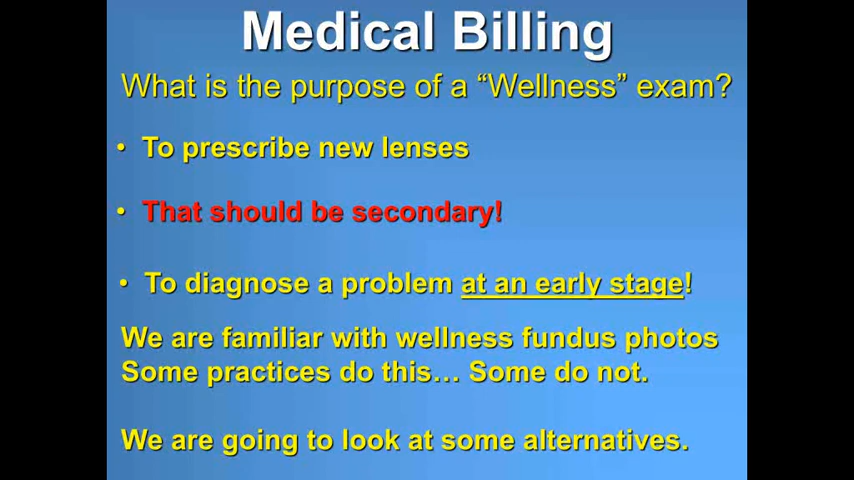 Medical Billing
What is the purpose of a “Wellness” exam?
• To prescribe new lenses
• That should be secondary!
• To diagnose a problem at an early stage!
We are familiar with wellness fundus photos
Some practices do this… Some do not.
We are going to look at some alternatives.